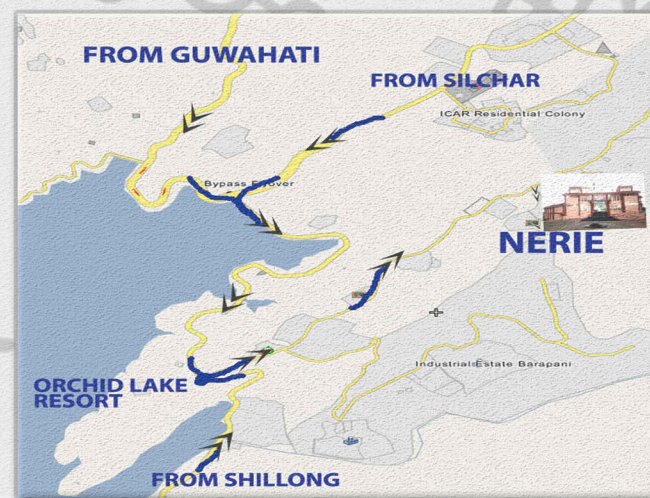 FROM GUWAHATI
FROM SILCHAR
ICAR Residential Colony
Bypass Flyover
NERIE
Industrial Estate Barapani
ORCHID LAKE
RESORT
FROM SHILLONG